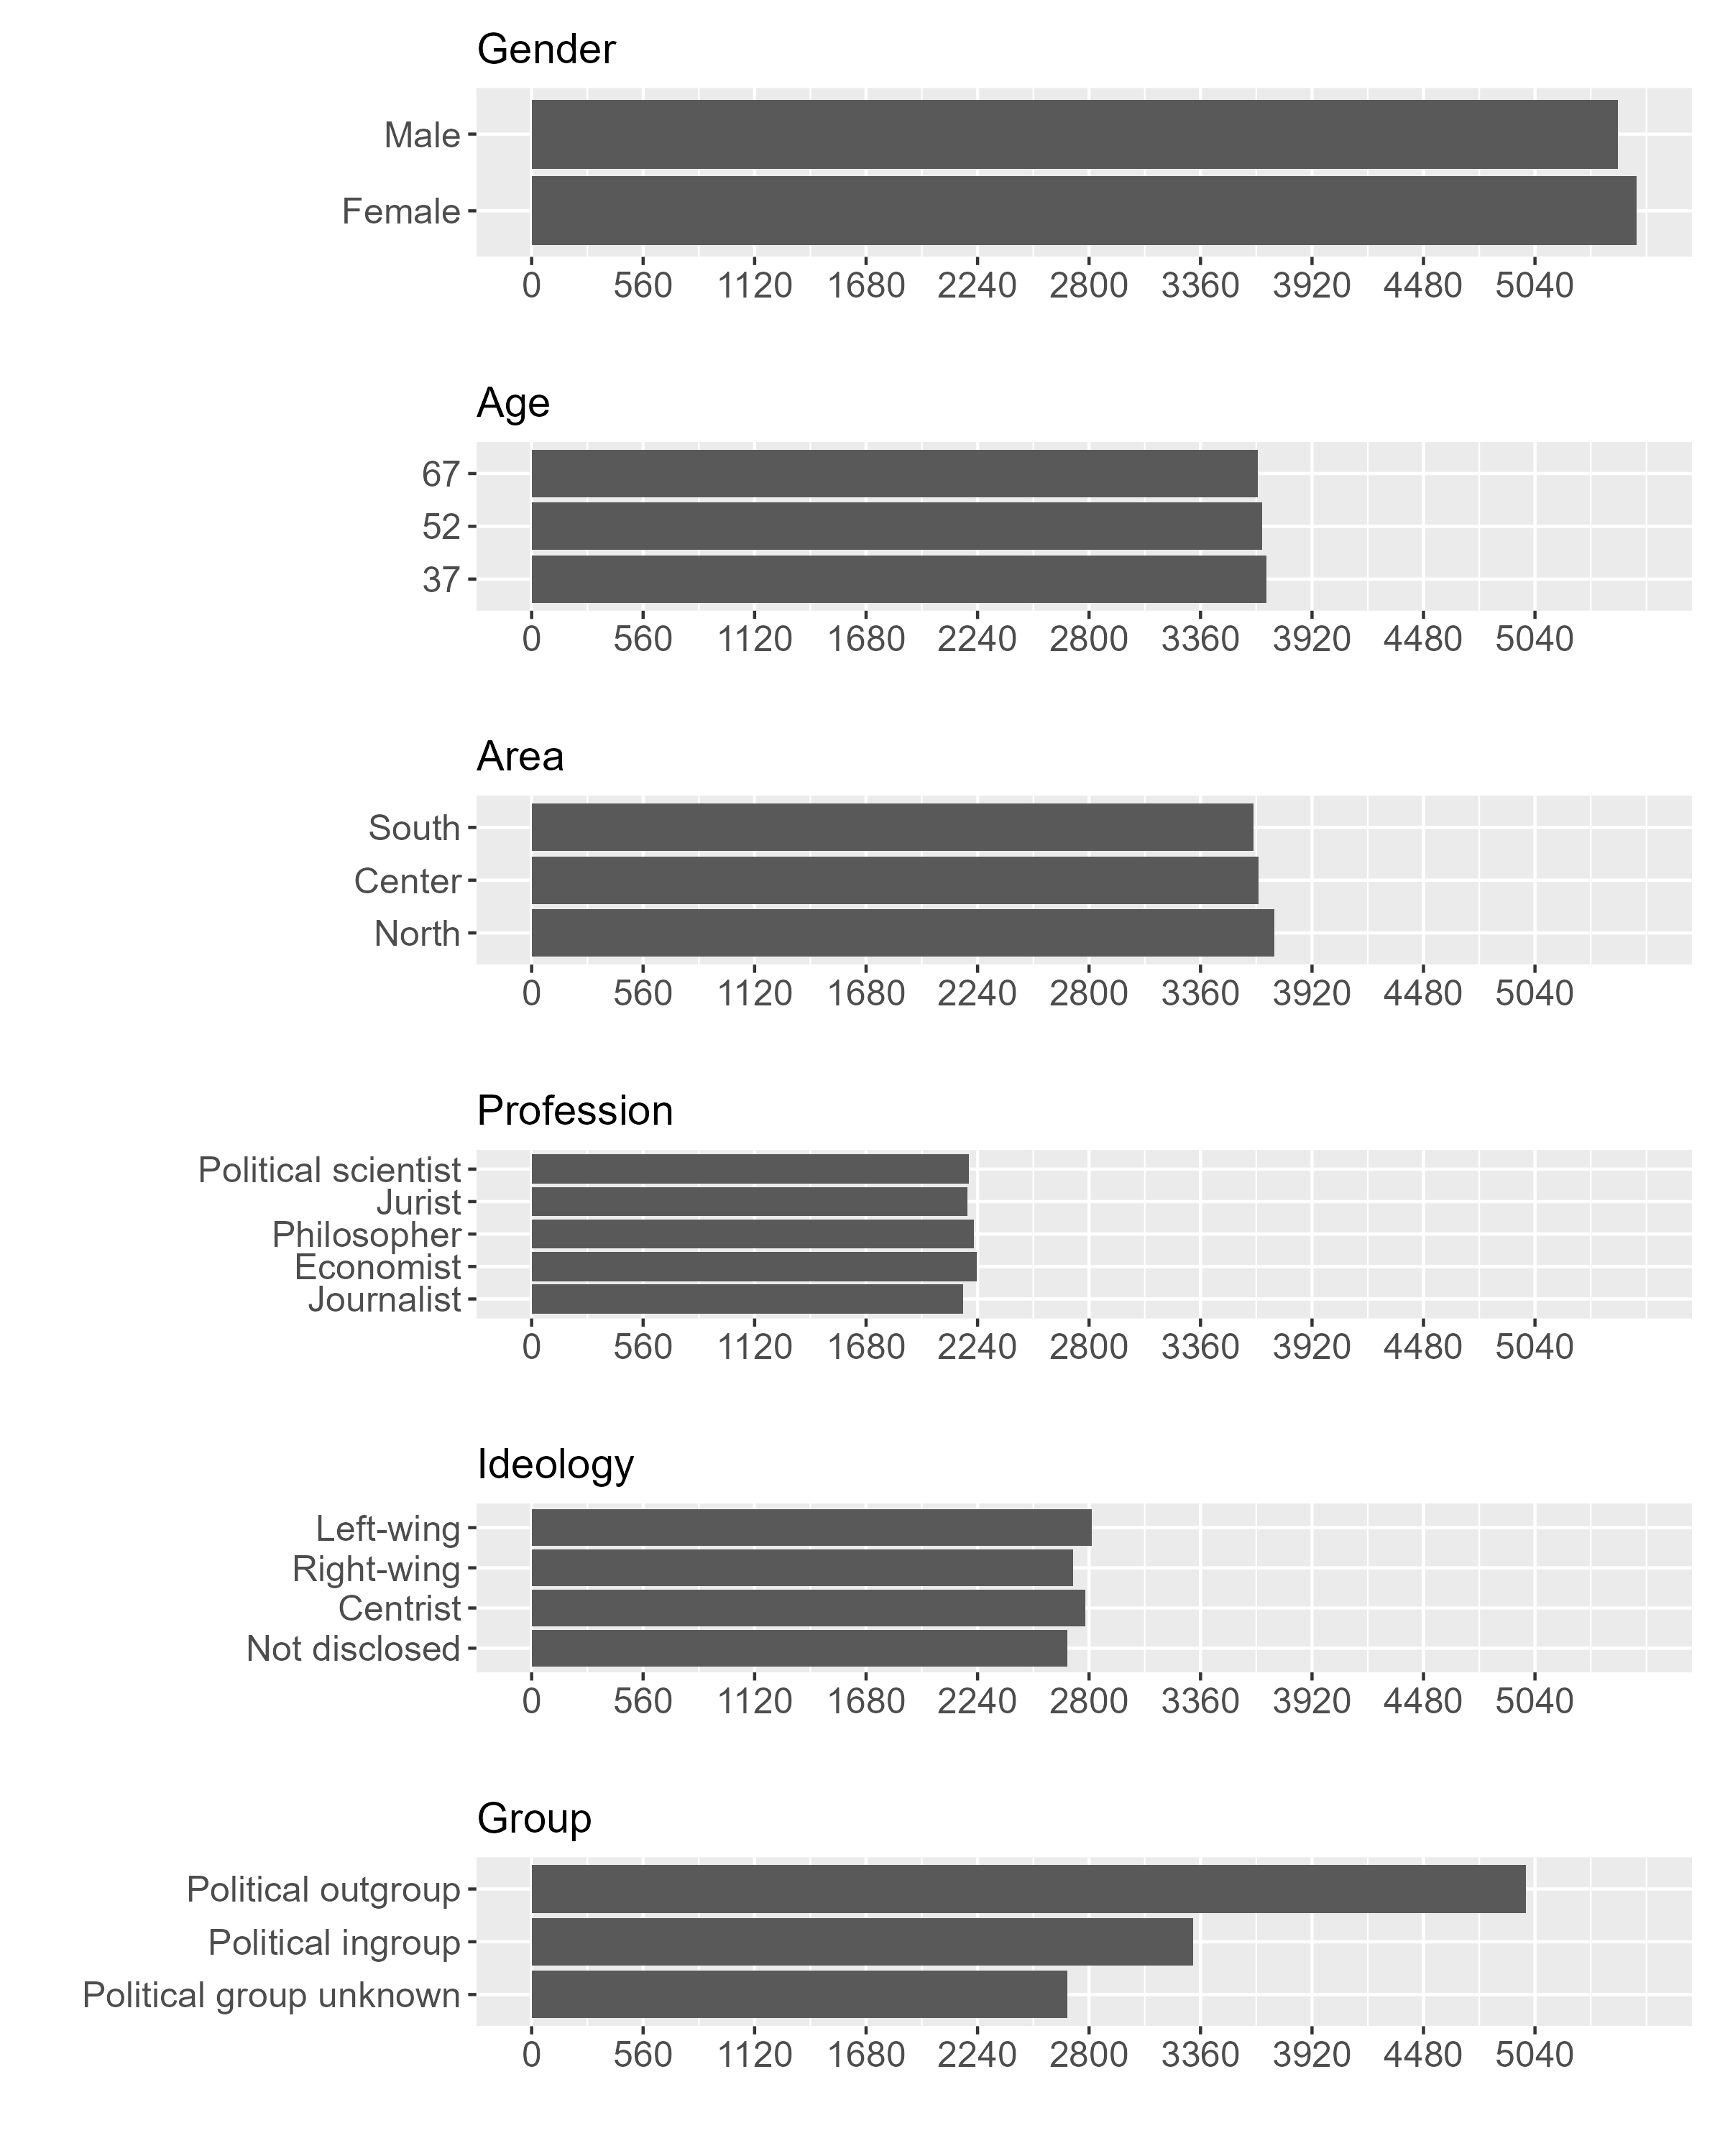 Gender
Male
Female
0 560 1120 1680 2240 2800 3360 3920 4480 5040
Age
67
52
37
0 560 1120 1680 2240 2800 3360 3920 4480 5040
Area
South
Center
North
0 560 1120 1680 2240 2800 3360 3920 4480 5040
Profession
Political scientist
Jurist
Philosopher
Economist
Journalist
0 560 1120 1680 2240 2800 3360 3920 4480 5040
Ideology
Left-wing
Right-wing
Centrist
Not disclosed
0 560 1120 1680 2240 2800 3360 3920 4480 5040
Group
Political outgroup
Political ingroup
Political group unknown
0 560 1120 1680 2240 2800 3360 3920 4480 5040